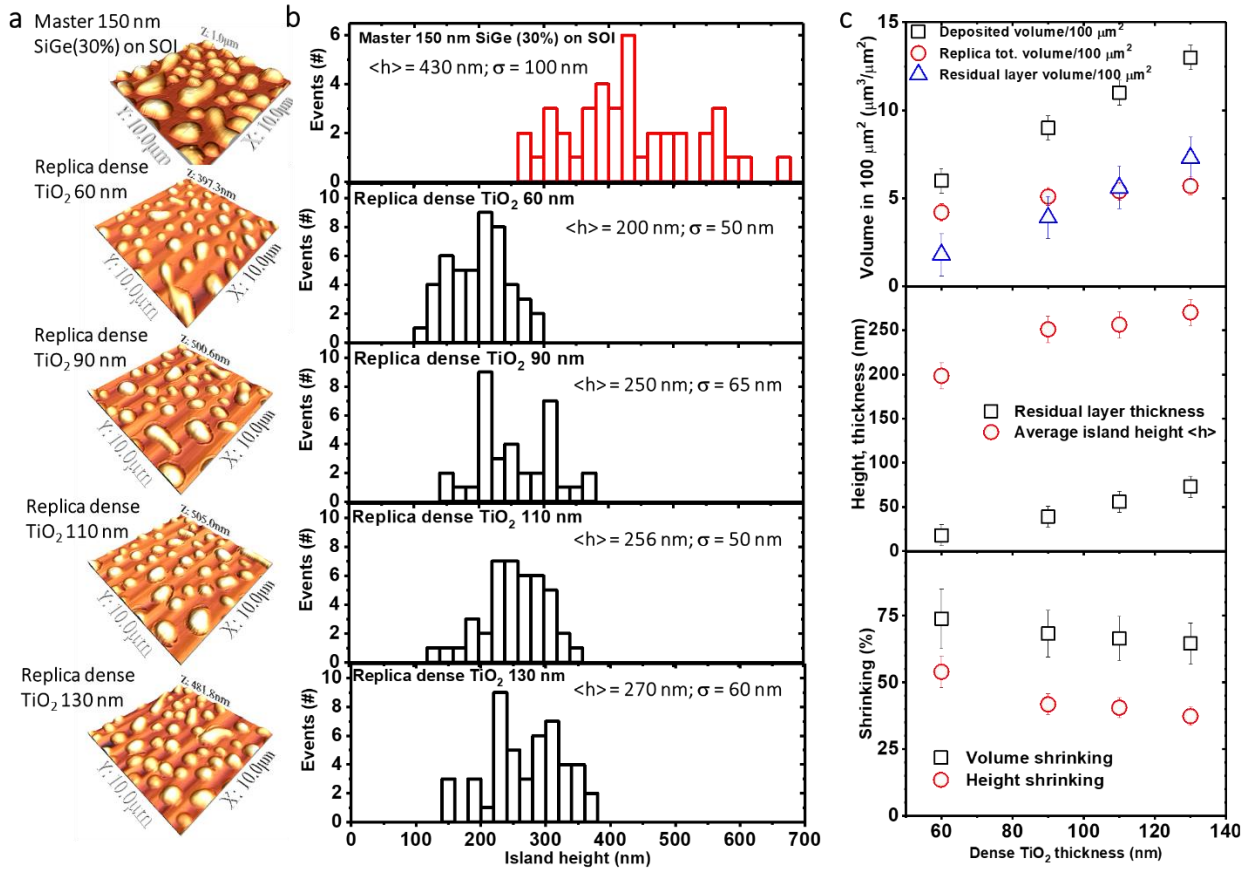 a
Master 150 nm
SiGe(30%) on SOI
Z: 1.0µm
Y: 10.0µm
X: 10.0µm
Replica dense
TiO₂ 60 nm
Z: 397.3nm
Y: 10.0µm
X: 10.0µm
Replica dense
TiO₂ 90 nm
Z: 500.6nm
Y: 10.0µm
X: 10.0µm
Replica dense
TiO₂ 110 nm
Z: 505.0nm
Y: 10.0µm
X: 10.0µm
Replica dense
TiO₂ 130 nm
Z: 481.8nm
Y: 10.0µm
X: 10.0µm
b
Master 150 nm SiGe (30%) on SOI
<h> = 430 nm; σ = 100 nm
Events (#)
6
4
2
0
Replica dense TiO₂ 60 nm
<h> = 200 nm; σ = 50 nm
Events (#)
10
8
6
4
2
0
Replica dense TiO₂ 90 nm
<h> = 250 nm; σ = 65 nm
Events (#)
8
6
4
2
0
Replica dense TiO₂ 110 nm
<h> = 256 nm; σ = 50 nm
Events (#)
8
6
4
2
0
Replica dense TiO₂ 130 nm
<h> = 270 nm; σ = 60 nm
Events (#)
10
8
6
4
2
0
0 100 200 300 400 500 600 700
Island height (nm)
c
Deposited volume/100 µm²
Replica tot. volume/100 µm²
Residual layer volume/100 µm²
Volume in 100 µm² (µm³/µm²)
15
10
5
0
Height, thickness (nm)
250
200
150
100
50
0
Residual layer thickness
Average island height <h>
Shrinking (%)
75
50
25
0
Volume shrinking
Height shrinking
60 80 100 120 140
Dense TiO₂ thickness (nm)